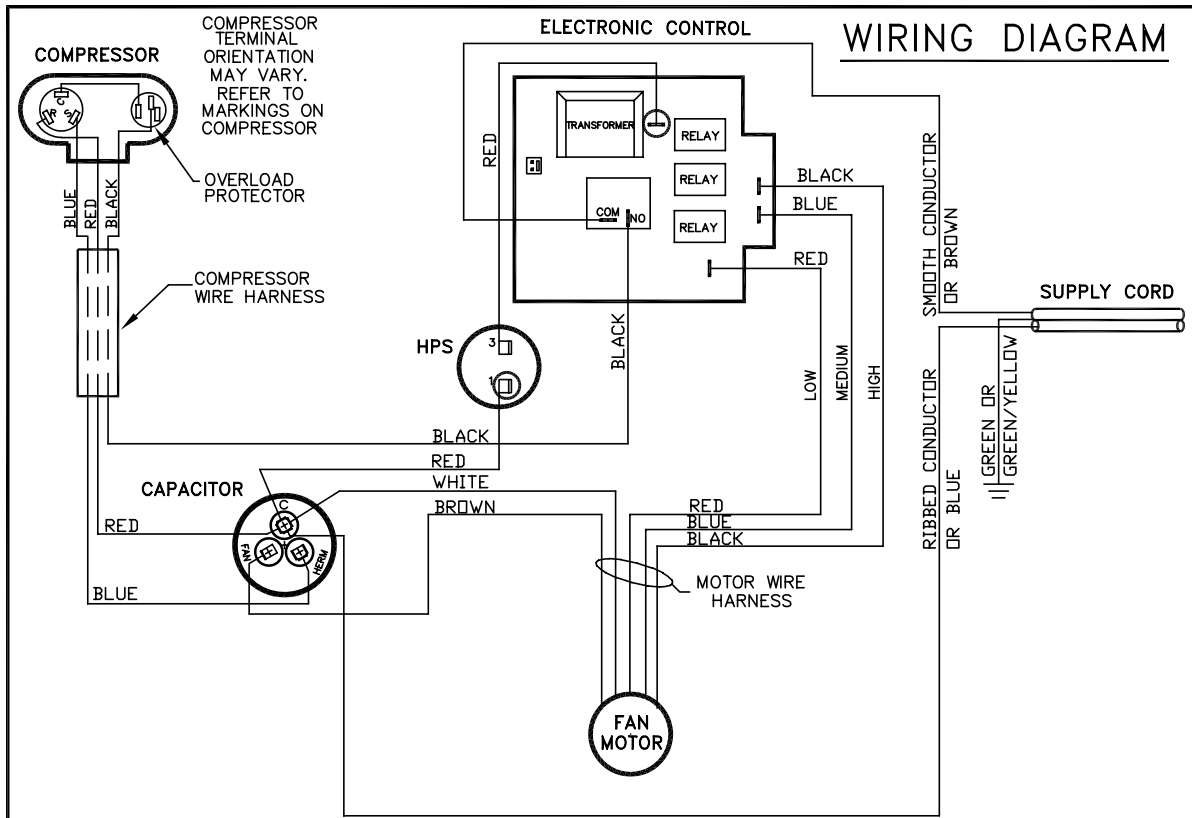 WIRING DIAGRAM
COMPRESSOR
COMPRESSOR
TERMINAL
ORIENTATION
MAY VARY.
REFER TO
MARKINGS ON
COMPRESSOR
C
R
S
OVERLOAD
PROTECTOR
BLUE
RED
BLACK
COMPRESSOR
WIRE HARNESS
ELECTRONIC CONTROL
RED
TRANSFORMER
RELAY
RELAY
RELAY
COM
NO
BLACK
BLUE
RED
BLACK
LOW
MEDIUM
HIGH
HPS
3
1
SMOOTH CONDUCTOR
OR BROWN
SUPPLY CORD
GREEN OR
GREEN/YELLOW
RIBBED CONDUCTOR
OR BLUE
BLACK
RED
WHITE
BROWN
CAPACITOR
C
FAN
HERM
RED
BLUE
RED
BLUE
BLACK
MOTOR WIRE
HARNESS
FAN
MOTOR